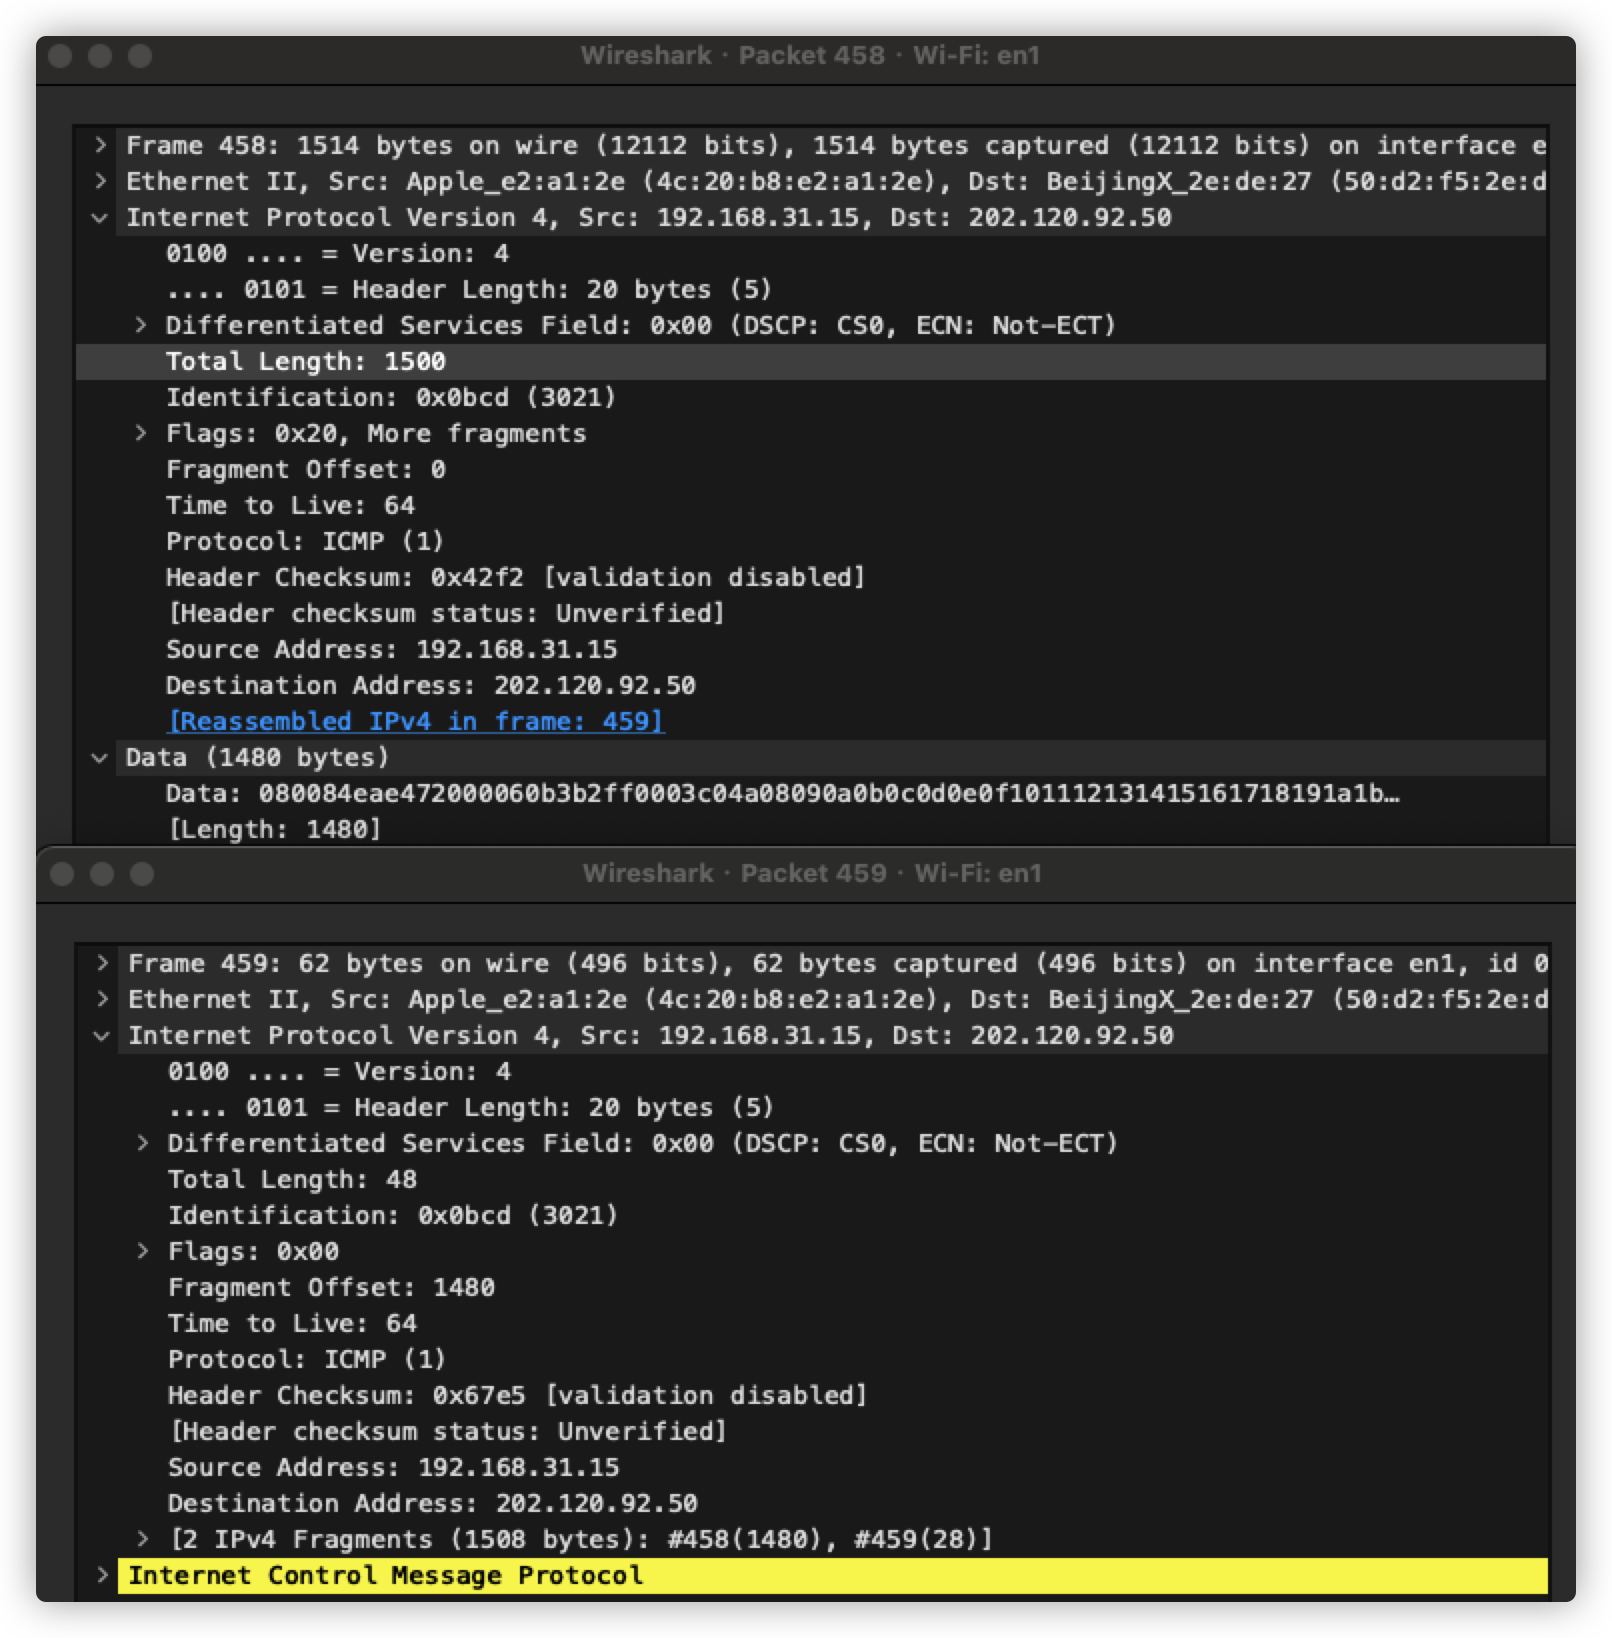 Wireshark · Packet 458 · Wi-Fi: en1
Frame 458: 1514 bytes on wire (12112 bits), 1514 bytes captured (12112 bits) on interface e
Ethernet II, Src: Apple_e2:a1:2e (4c:20:b8:e2:a1:2e), Dst: BeijingX_2e:de:27 (50:d2:f5:2e:d
Internet Protocol Version 4, Src: 192.168.31.15, Dst: 202.120.92.50
0100 .... = Version: 4
.... 0101 = Header Length: 20 bytes (5)
Differentiated Services Field: 0x00 (DSCP: CS0, ECN: Not-ECT)
Total Length: 1500
Identification: 0x0bcd (3021)
Flags: 0x20, More fragments
Fragment Offset: 0
Time to Live: 64
Protocol: ICMP (1)
Header Checksum: 0x42f2 [validation disabled]
[Header checksum status: Unverified]
Source Address: 192.168.31.15
Destination Address: 202.120.92.50
[Reassembled IPv4 in frame: 459]
Data (1480 bytes)
Data: 080084eae472000060b3b2ff0003c04a08090a0b0c0d0e0f101112131415161718191a1b…
[Length: 1480]
Wireshark · Packet 459 · Wi-Fi: en1
Frame 459: 62 bytes on wire (496 bits), 62 bytes captured (496 bits) on interface en1, id 0
Ethernet II, Src: Apple_e2:a1:2e (4c:20:b8:e2:a1:2e), Dst: BeijingX_2e:de:27 (50:d2:f5:2e:d
Internet Protocol Version 4, Src: 192.168.31.15, Dst: 202.120.92.50
0100 .... = Version: 4
.... 0101 = Header Length: 20 bytes (5)
Differentiated Services Field: 0x00 (DSCP: CS0, ECN: Not-ECT)
Total Length: 48
Identification: 0x0bcd (3021)
Flags: 0x00
Fragment Offset: 1480
Time to Live: 64
Protocol: ICMP (1)
Header Checksum: 0x67e5 [validation disabled]
[Header checksum status: Unverified]
Source Address: 192.168.31.15
Destination Address: 202.120.92.50
[2 IPv4 Fragments (1508 bytes): #458(1480), #459(28)]
Internet Control Message Protocol